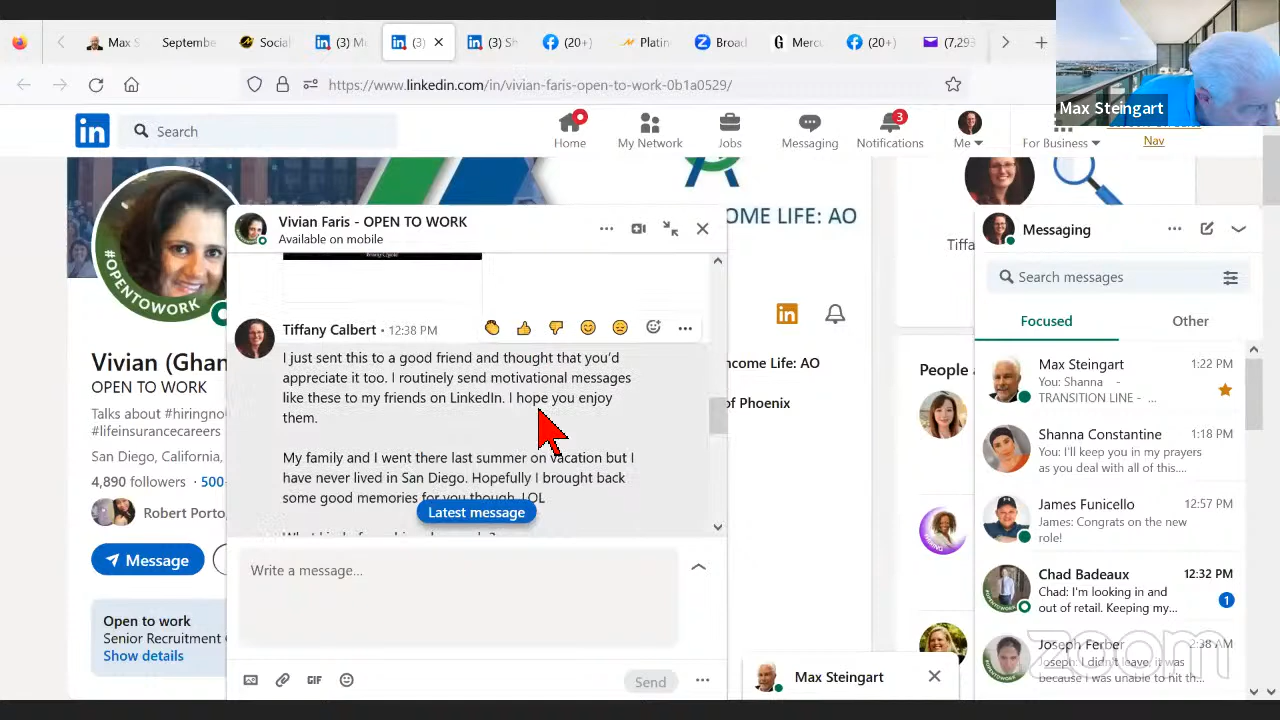 Max S
Septembe
Social
(3) M
(3)
(3) S
(20+)
Platin
Broad
Mercu
(20+)
(7,293
https://www.linkedin.com/in/vivian-faris-open-to-work-0b1a0529/
Max Steingart
Search
Home
My Network
Jobs
Messaging
3
Notifications
Me
For Business
Nav
#OPENTOWORK
OME LIFE: AO
Vivian Faris - OPEN TO WORK
Available on mobile
Tiffany Calbert • 12:38 PM
I just sent this to a good friend and thought that you'd
appreciate it too. I routinely send motivational messages
like these to my friends on LinkedIn. I hope you enjoy
them.
My family and I went there last summer on vacation but I
have never lived in San Diego. Hopefully I brought back
some good memories for you though. LOL
Latest message
Write a message...
GIF
Send
Vivian (Ghan
OPEN TO WORK
Talks about #hiringno
#lifeinsurancecareers
San Diego, California,
4,890 followers • 500
Robert Porto,
Message
Open to work
Senior Recruitment
Show details
ncome Life: AO
of Phoenix
Tiffa
People a
Messaging
Search messages
Focused
Other
Max Steingart
1:22 PM
You: Shanna -
TRANSITION LINE - ...
Shanna Constantine
1:18 PM
You: I'll keep you in my prayers
as you deal with all of this....
James Funicello
12:57 PM
James: Congrats on the new
role!
Chad Badeaux
12:32 PM
Chad: I'm looking in and
out of retail. Keeping my...
1
Joseph Ferber
2:38 AM
Joseph: I didn't leave, it was
because I was unable to hit th...
Max Steingart
zoom